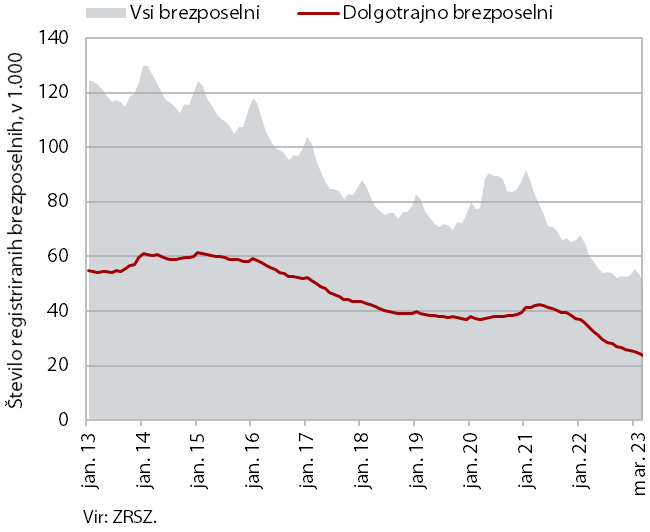 Vsi brezposelni
Dolgotrajno brezposelni
Število registriranih brezposelnih, v 1.000
140
120
100
80
60
40
20
0
jan. 13
jan. 14
jan. 15
jan. 16
jan. 17
jan. 18
jan. 19
jan. 20
jan. 21
jan. 22
mar. 23
Vir: ZRSZ.